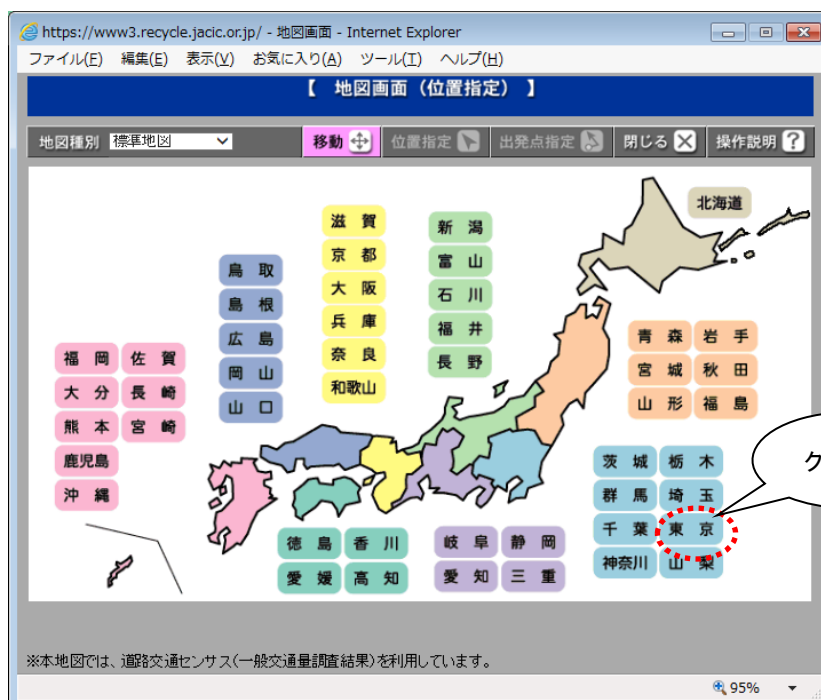 https://www3.recycle.jacic.or.jp/ - 地図画面 - Internet Explorer
ファイル(F) 編集(E) 表示(V) お気に入り(A) ツール(T) ヘルプ(H)
【 地図画面（位置指定） 】
地図種別 標準地図 移動 位置指定 出発点指定 閉じる 操作説明 ?
北海道
滋賀
京都
大阪
兵庫
奈良
和歌山
新潟
富山
石川
福井
長野
鳥取
島根
広島
岡山
山口
青森 岩手
宮城 秋田
山形 福島
福岡 佐賀
大分 長崎
熊本 宮崎
鹿児島
沖縄
茨城 栃木
群馬 埼玉
千葉 東京
神奈川 山梨
ク
徳島 香川
愛媛 高知
岐阜 静岡
愛知 三重
※本地図では、道路交通センサス(一般交通量調査結果)を利用しています。
95%